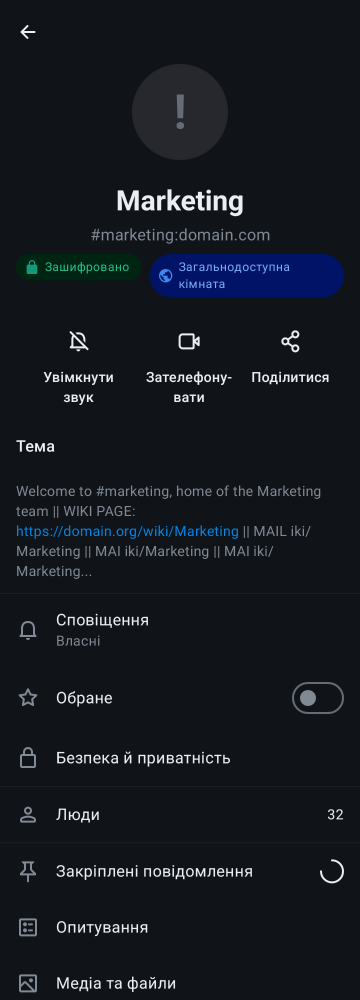 !
Marketing
#marketing:domain.com
Зашифровано
Загальнодоступна
кімната
Увімкнути
звук
Зателефону-
вати
Поділитися
Тема
Welcome to #marketing, home of the Marketing
team || WIKI PAGE:
https://domain.org/wiki/Marketing || MAIL iki/
Marketing || MAI iki/Marketing || MAI iki/
Marketing...
Сповіщення
Власні
Обране
Безпека й приватність
Люди
32
Закріплені повідомлення
Опитування
Медіа та файли